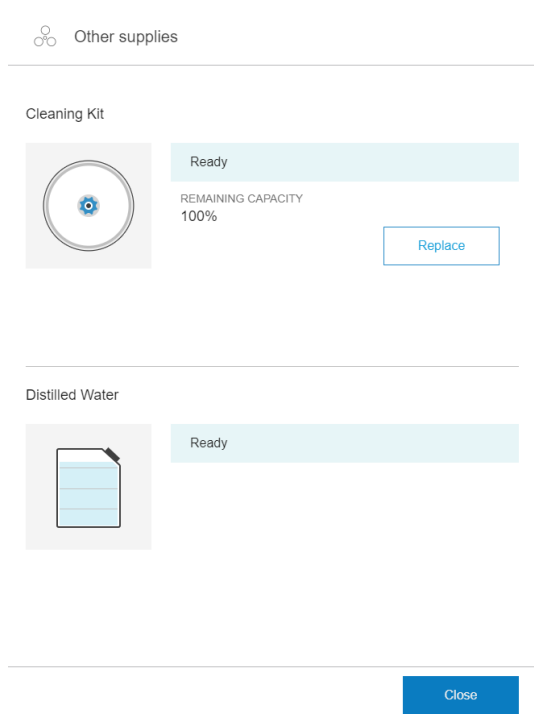 Other supplies
Cleaning Kit
Ready
REMAINING CAPACITY
100%
Replace
Distilled Water
Ready
Close